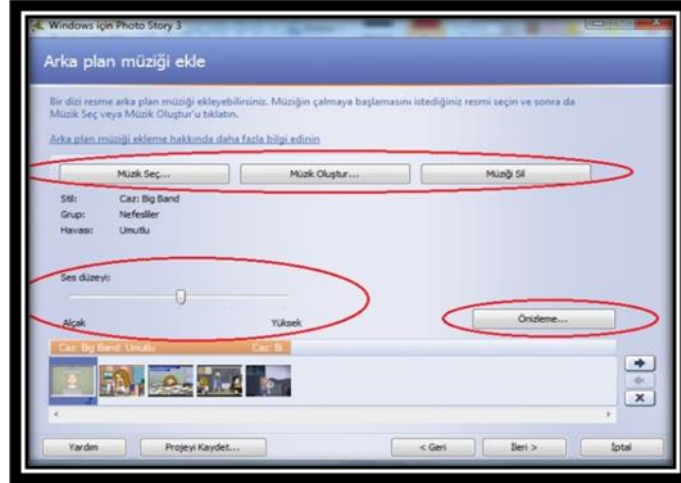 Windows için Photo Story 3
Arka plan müziği ekle
Bir dizi resme arka plan müziği ekleyebilirsiniz. Müziğin çalmaya başlamasını istediğiniz resmi seçin ve sonra da
Müzik Seç veya Müzik Oluştur'u tıklatın.
Arka plan müziği ekleme hakkında daha fazla bilgi edinin
Müzik Seç... Müzik Oluştur... Müziği Sil
Stil: Caz: Big Band
Grup: Nefesliler
Havası: Umutlu
Ses düzeyi:
Alçak Yüksek
Önizleme...
Caz: Big Band: Umutlu Caz: Bi
Yardım Projeyi Kaydet... < Geri İleri > İptal